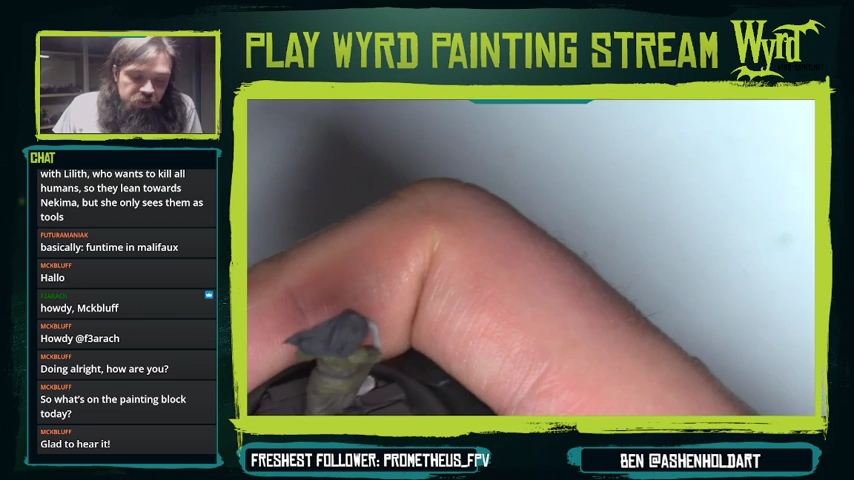 PLAY WYRD PAINTING STREAM
Wyrd
CHAT
with Lilith, who wants to kill all
humans, so they lean towards
Nekima, but she only sees them as
tools
FUTURAMANIAK
basically: funtime in malifaux
MCKBLUFF
Hallo
F3ARACH
howdy, Mckbluff
MCKBLUFF
Howdy @f3arach
MCKBLUFF
Doing alright, how are you?
MCKBLUFF
So what's on the painting block
today?
MCKBLUFF
Glad to hear it!
FRESHEST FOLLOWER: PROMETHEUS_FPV
BEN @ASHENHOLDART